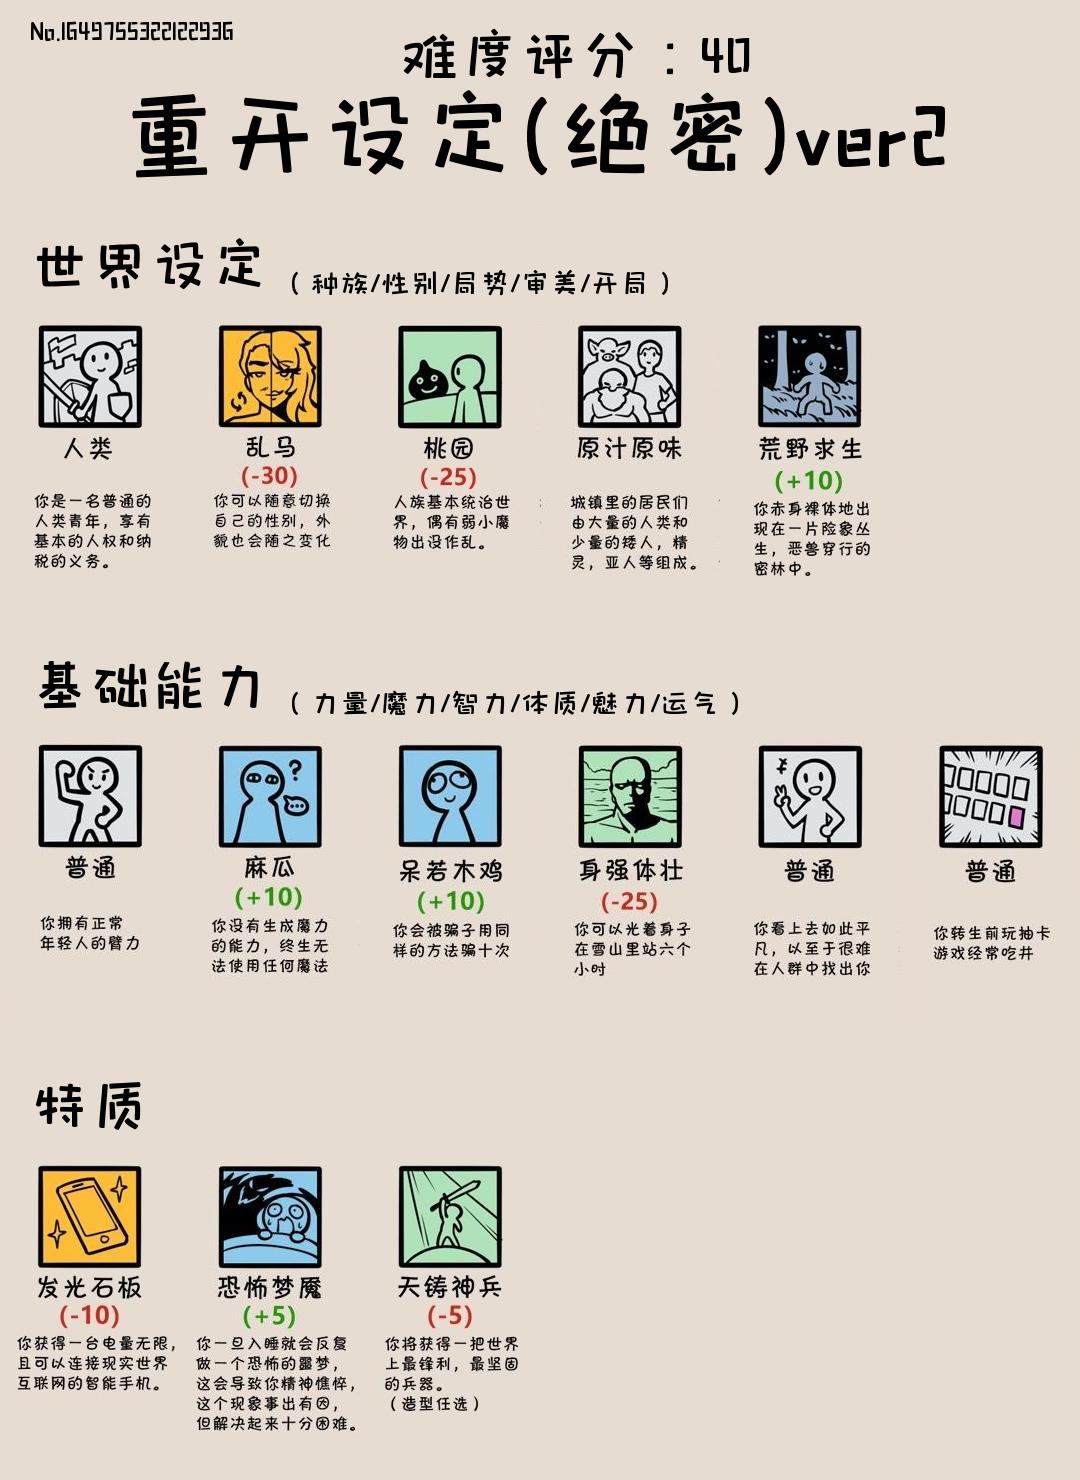 No.1649755322122936
难度评分：40
重开设定(绝密)ver2
世界设定（种族/性别/局势/审美/开局）
人类
你是一名普通的
人类青年，享有
基本的人权和纳
税的义务。
乱马
(-30)
你可以随意切换
自己的性别，外
貌也会随之变化
桃园
(-25)
人族基本统治世
界，偶有弱小魔
物出设作乱。
原汁原味
城镇里的居民们
由大量的人类和
少量的矮人，精
灵，亚人等组成。
荒野求生
(+10)
你赤身裸体地出
现在一片险象丛
生，恶兽穿行的
密林中。
基础能力（力量/魔力/智力/体质/魅力/运气）
普通
你拥有正常
年轻人的臂力
麻瓜
(+10)
你没有生成魔力
的能力，终生无
法使用任何魔法
呆若木鸡
(+10)
你会被骗子用同
样的方法骗十次
身强体壮
(-25)
你可以光着身子
在雪山里站六个
小时
普通
你看上去如此平
凡，以至于很难
在人群中找出你
普通
你转生前玩抽卡
游戏经常吃井
特质
发光石板
(-10)
你获得一台电量无限，
且可以连接现实世界
互联网的智能手机。
恐怖梦魇
(+5)
你一旦入睡就会反复
做一个恐怖的噩梦，
这会导致你精神憔悴，
这个现象事出有因，
但解决起来十分困难。
天铸神兵
(-5)
你将获得一把世界
上最锋利，最坚固
的兵器。
（造型任选）